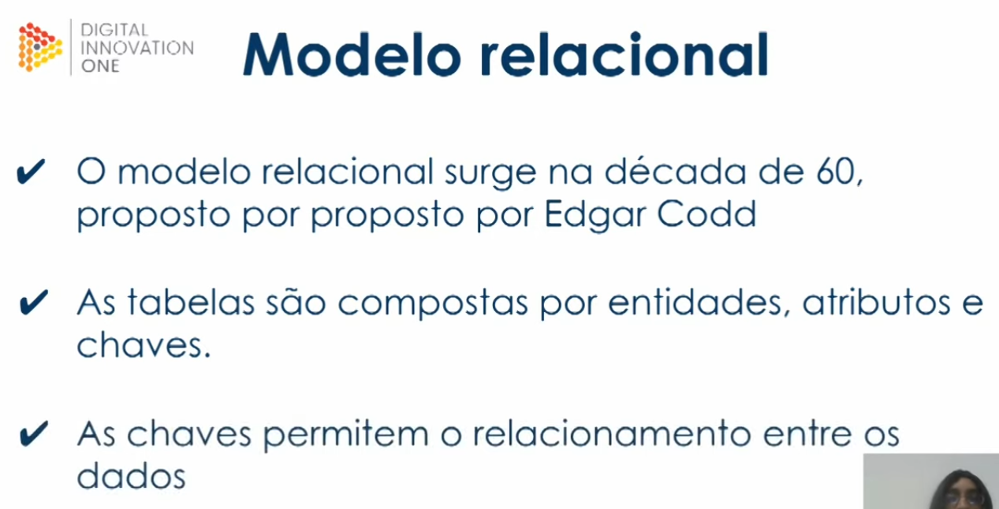 DIGITAL
INNOVATION
ONE
Modelo relacional
✔ O modelo relacional surge na década de 60,
proposto por proposto por Edgar Codd
✔ As tabelas são compostas por entidades, atributos e
chaves.
✔ As chaves permitem o relacionamento entre os
dados